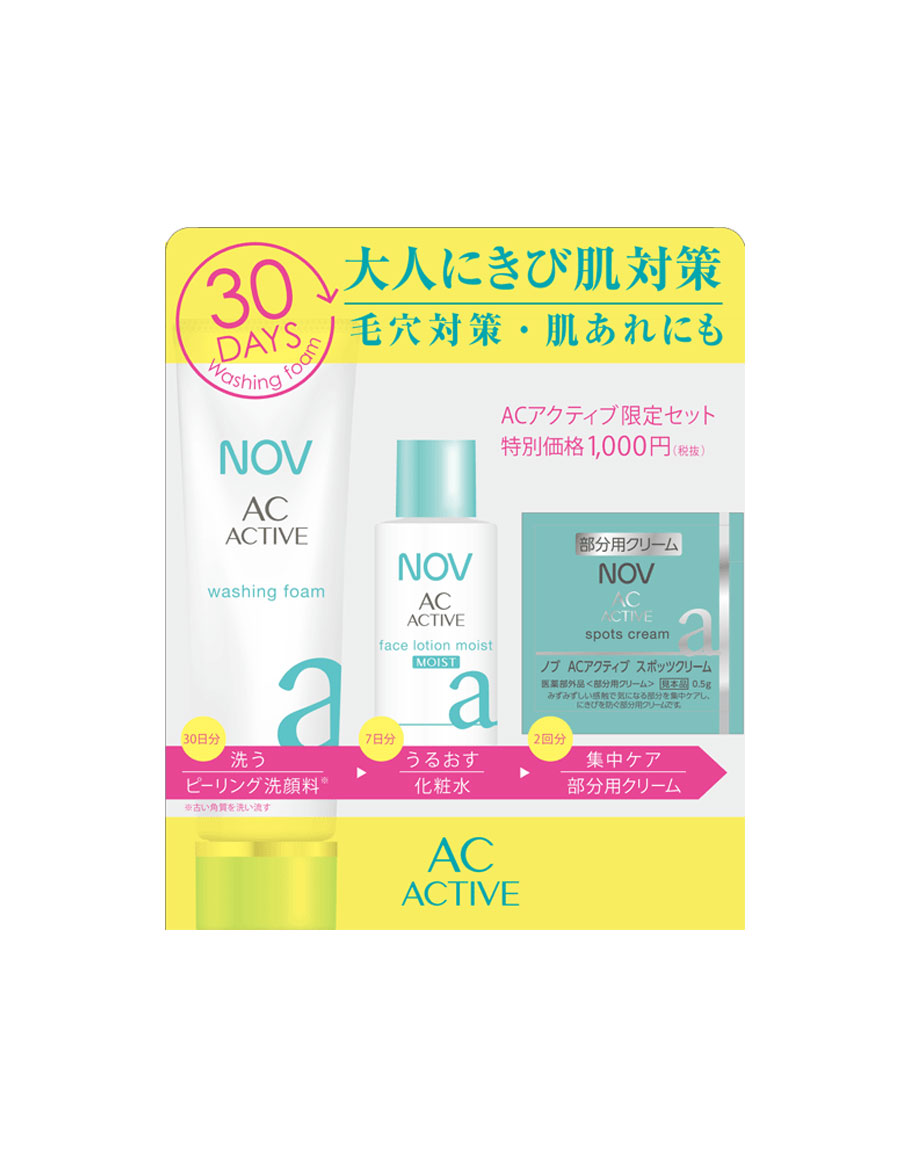 30
DAYS
Washing foam
大人にきび肌対策
毛穴対策・肌あれにも
ACアクティブ限定セット
特別価格1,000円(税抜)
NOV
AC
ACTIVE
washing foam
a
NOV
AC
ACTIVE
face lotion moist
MOIST
a
部分用クリーム
NOV
AC
ACTIVE
spots cream
a
ノブ ACアクティブ スポッツクリーム
医薬部外品<部分用クリーム> 見本品 0.5g
みずみずしい感触で気になる部分を集中ケアし、
にきびを防ぐ部分用クリームです。
30日分
洗う
ピーリング洗顔料※
※古い角質を洗い流す
7日分
うるおす
化粧水
2回分
集中ケア
部分用クリーム
AC
ACTIVE